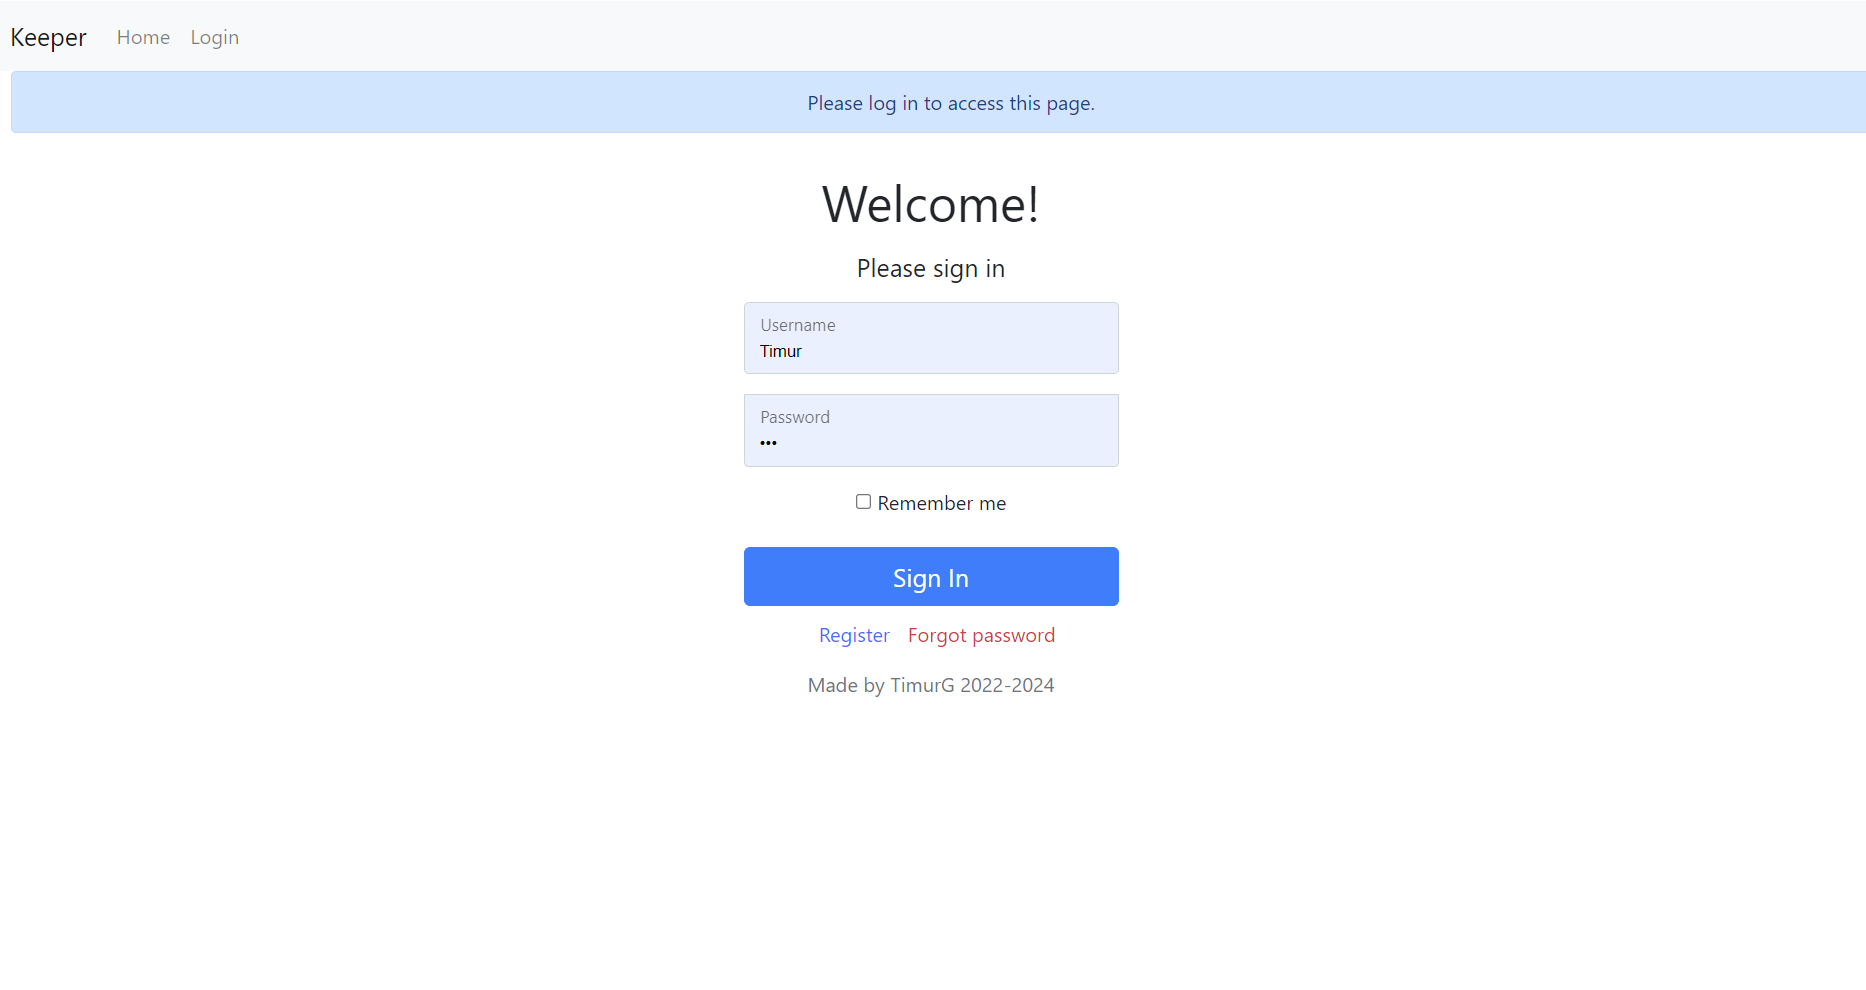 Keeper Home Login
Please log in to access this page.
Welcome!
Please sign in
Username
Timur
Password
•••
Remember me
Sign In
Register Forgot password
Made by TimurG 2022-2024